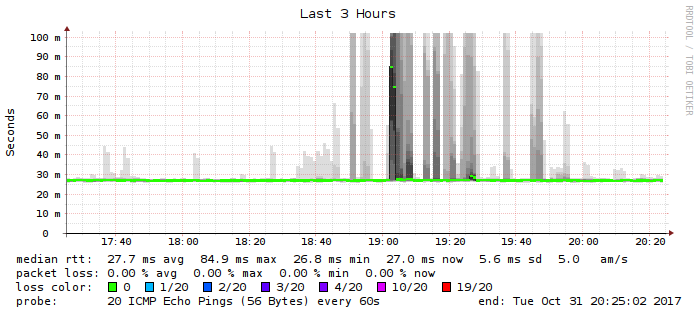 Last 3 Hours
RRDTOOL / TOBI OETIKER
Seconds
100 m
90 m
80 m
70 m
60 m
50 m
40 m
30 m
20 m
10 m
0
17:40 18:00 18:20 18:40 19:00 19:20 19:40 20:00 20:20
median rtt: 27.7 ms avg 84.9 ms max 26.8 ms min 27.0 ms now 5.6 ms sd 5.0 am/s
packet loss: 0.00 % avg 0.00 % max 0.00 % min 0.00 % now
loss color: 0 1/20 2/20 3/20 4/20 10/20 19/20
probe: 20 ICMP Echo Pings (56 Bytes) every 60s end: Tue Oct 31 20:25:02 2017